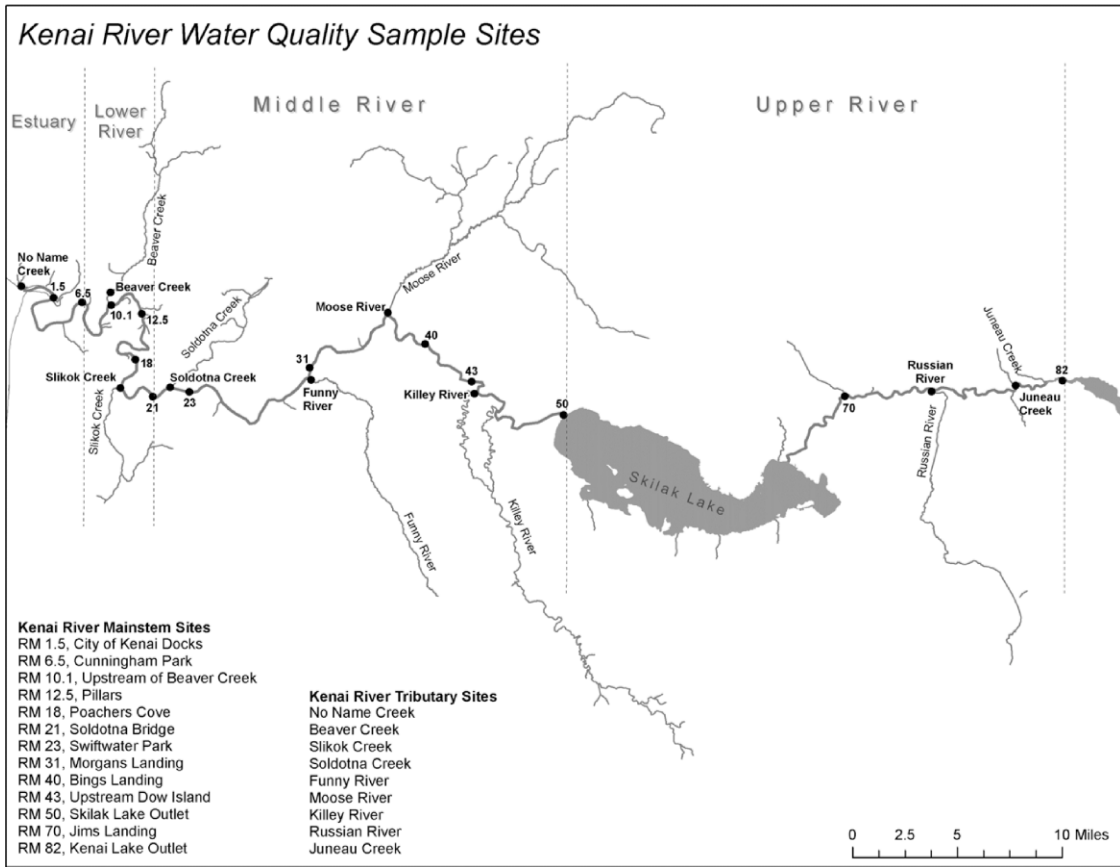 Kenai River Water Quality Sample Sites
Estuary
Lower
River
Middle River
Upper River
No Name
Creek
1.5
6.5
Beaver Creek
Beaver Creek
10.1
12.5
18
Slikok Creek
Slikok Creek
21
Soldotna Creek
Soldotna Creek
23
31
Funny
River
Funny River
Moose River
Moose River
40
43
Killey River
Killey River
50
Skilak Lake
70
Russian
River
Russian River
Juneau Creek
Juneau
Creek
82
Kenai River Mainstem Sites
RM 1.5, City of Kenai Docks
RM 6.5, Cunningham Park
RM 10.1, Upstream of Beaver Creek
RM 12.5, Pillars
RM 18, Poachers Cove
RM 21, Soldotna Bridge
RM 23, Swiftwater Park
RM 31, Morgans Landing
RM 40, Bings Landing
RM 43, Upstream Dow Island
RM 50, Skilak Lake Outlet
RM 70, Jims Landing
RM 82, Kenai Lake Outlet
Kenai River Tributary Sites
No Name Creek
Beaver Creek
Slikok Creek
Soldotna Creek
Funny River
Moose River
Killey River
Russian River
Juneau Creek
0 2.5 5 10 Miles